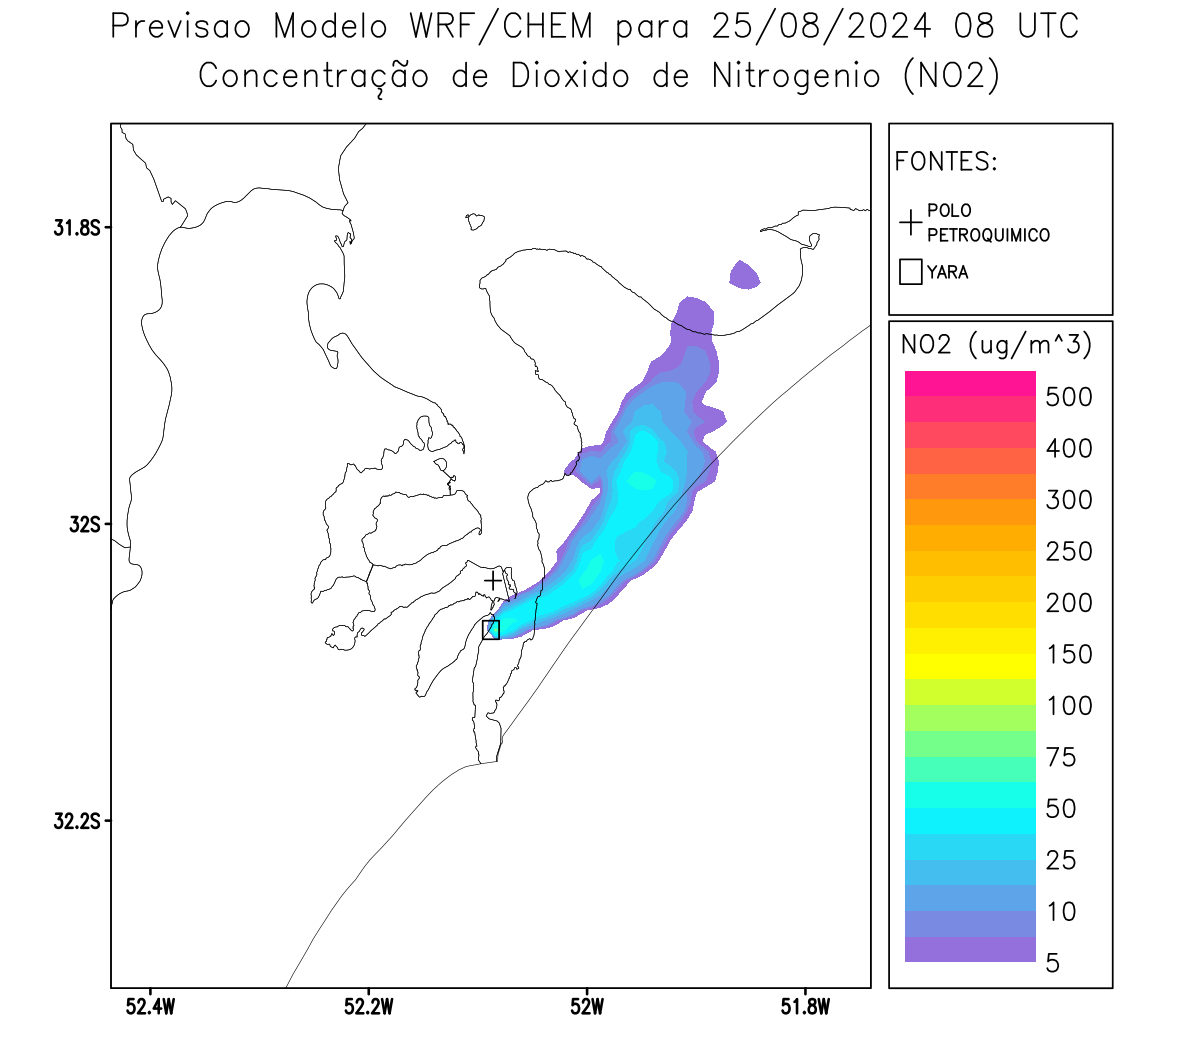 Previsao Modelo WRF/CHEM para 25/08/2024 08 UTC
Concentração de Dioxido de Nitrogenio (NO2)
FONTES:
POLO
PETROQUIMICO
YARA
NO2 (ug/m^3)
500
400
300
250
200
150
100
75
50
25
10
5
31.8S
32S
32.2S
52.4W
52.2W
52W
51.8W